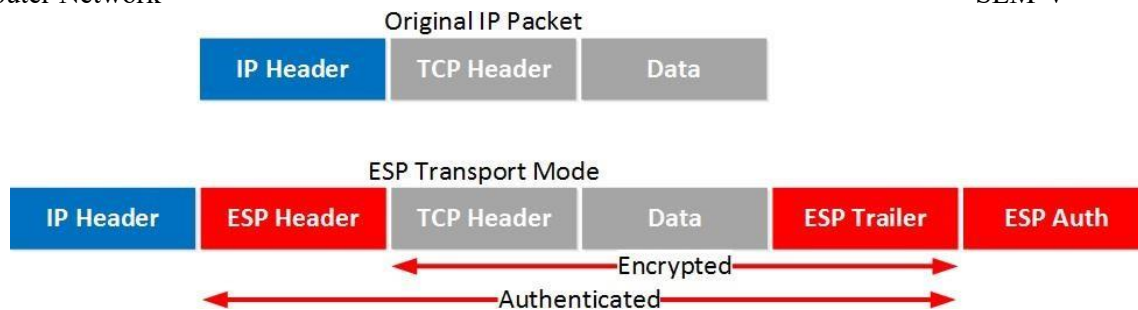 Original IP Packet
IP Header TCP Header Data
ESP Transport Mode
IP Header ESP Header TCP Header Data ESP Trailer ESP Auth
Encrypted
Authenticated